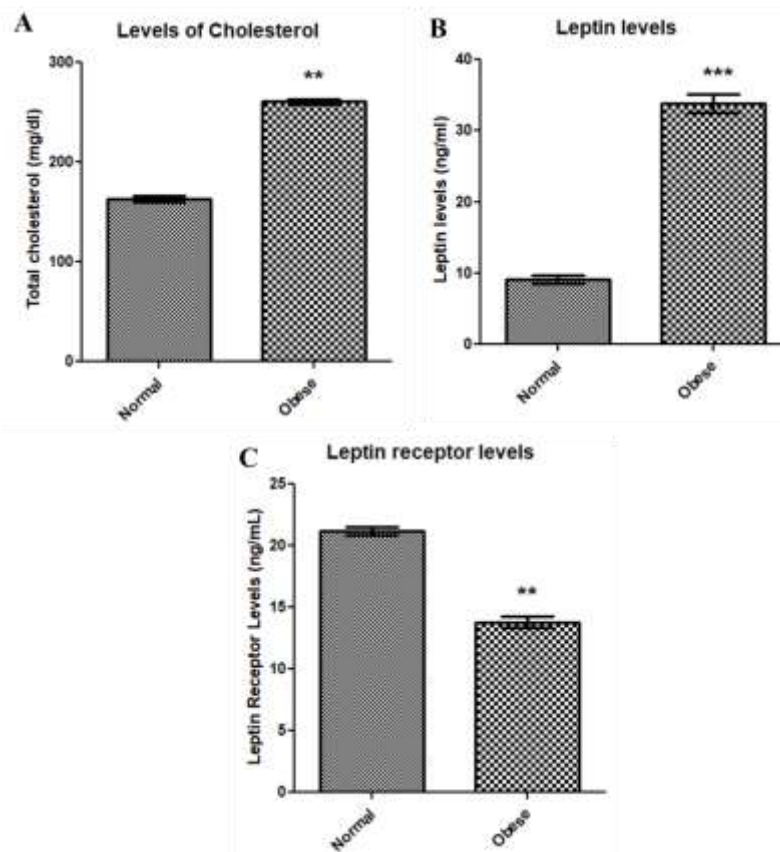 A
Levels of Cholesterol
Total cholesterol (mg/dl)
300
200
100
0
**
Normal
Obese
B
Leptin levels
Leptin levels (ng/ml)
40
30
20
10
0
***
Normal
Obese
C
Leptin receptor levels
Leptin Receptor Levels (ng/mL)
25
20
15
10
5
0
**
Normal
Obese